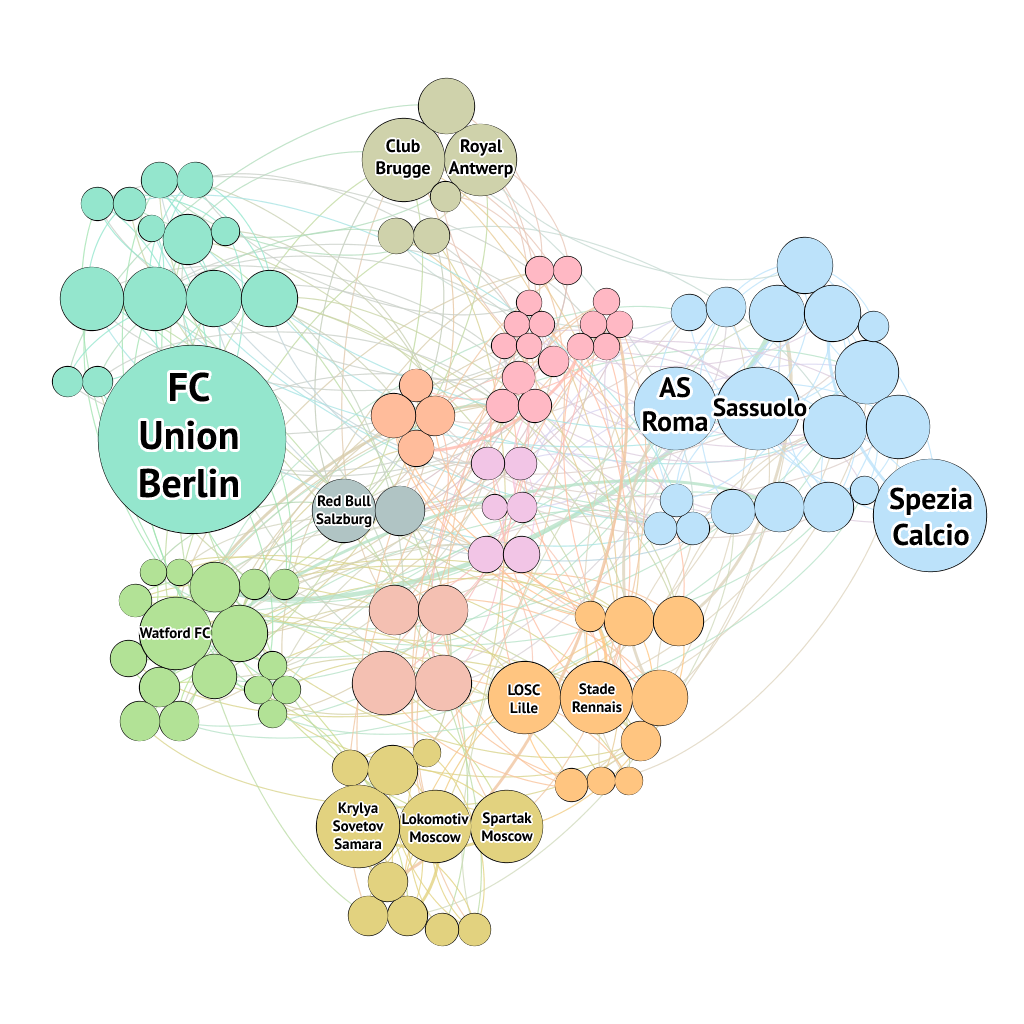 Club
Brugge
Royal
Antwerp
FC
Union
Berlin
AS
Roma
Sassuolo
Red Bull
Salzburg
Spezia
Calcio
Watford FC
LOSC
Lille
Stade
Rennais
Krylya
Sovetov
Samara
Lokomotiv
Moscow
Spartak
Moscow